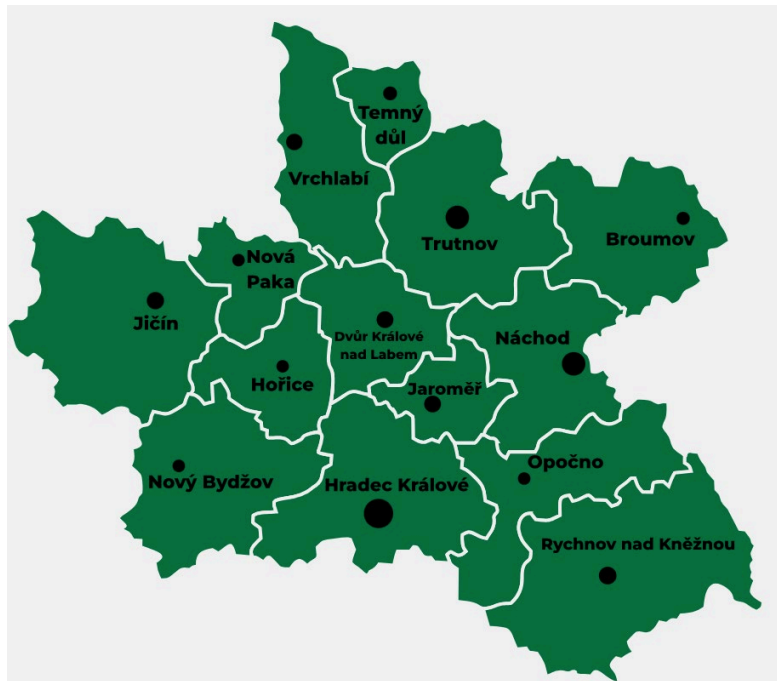 Temný
důl
Vrchlabí
Trutnov
Broumov
Nová
Paka
Jičín
Dvůr Králové
nad Labem
Náchod
Hořice
Jaroměř
Opočno
Nový Bydžov
Hradec Králové
Rychnov nad Kněžnou